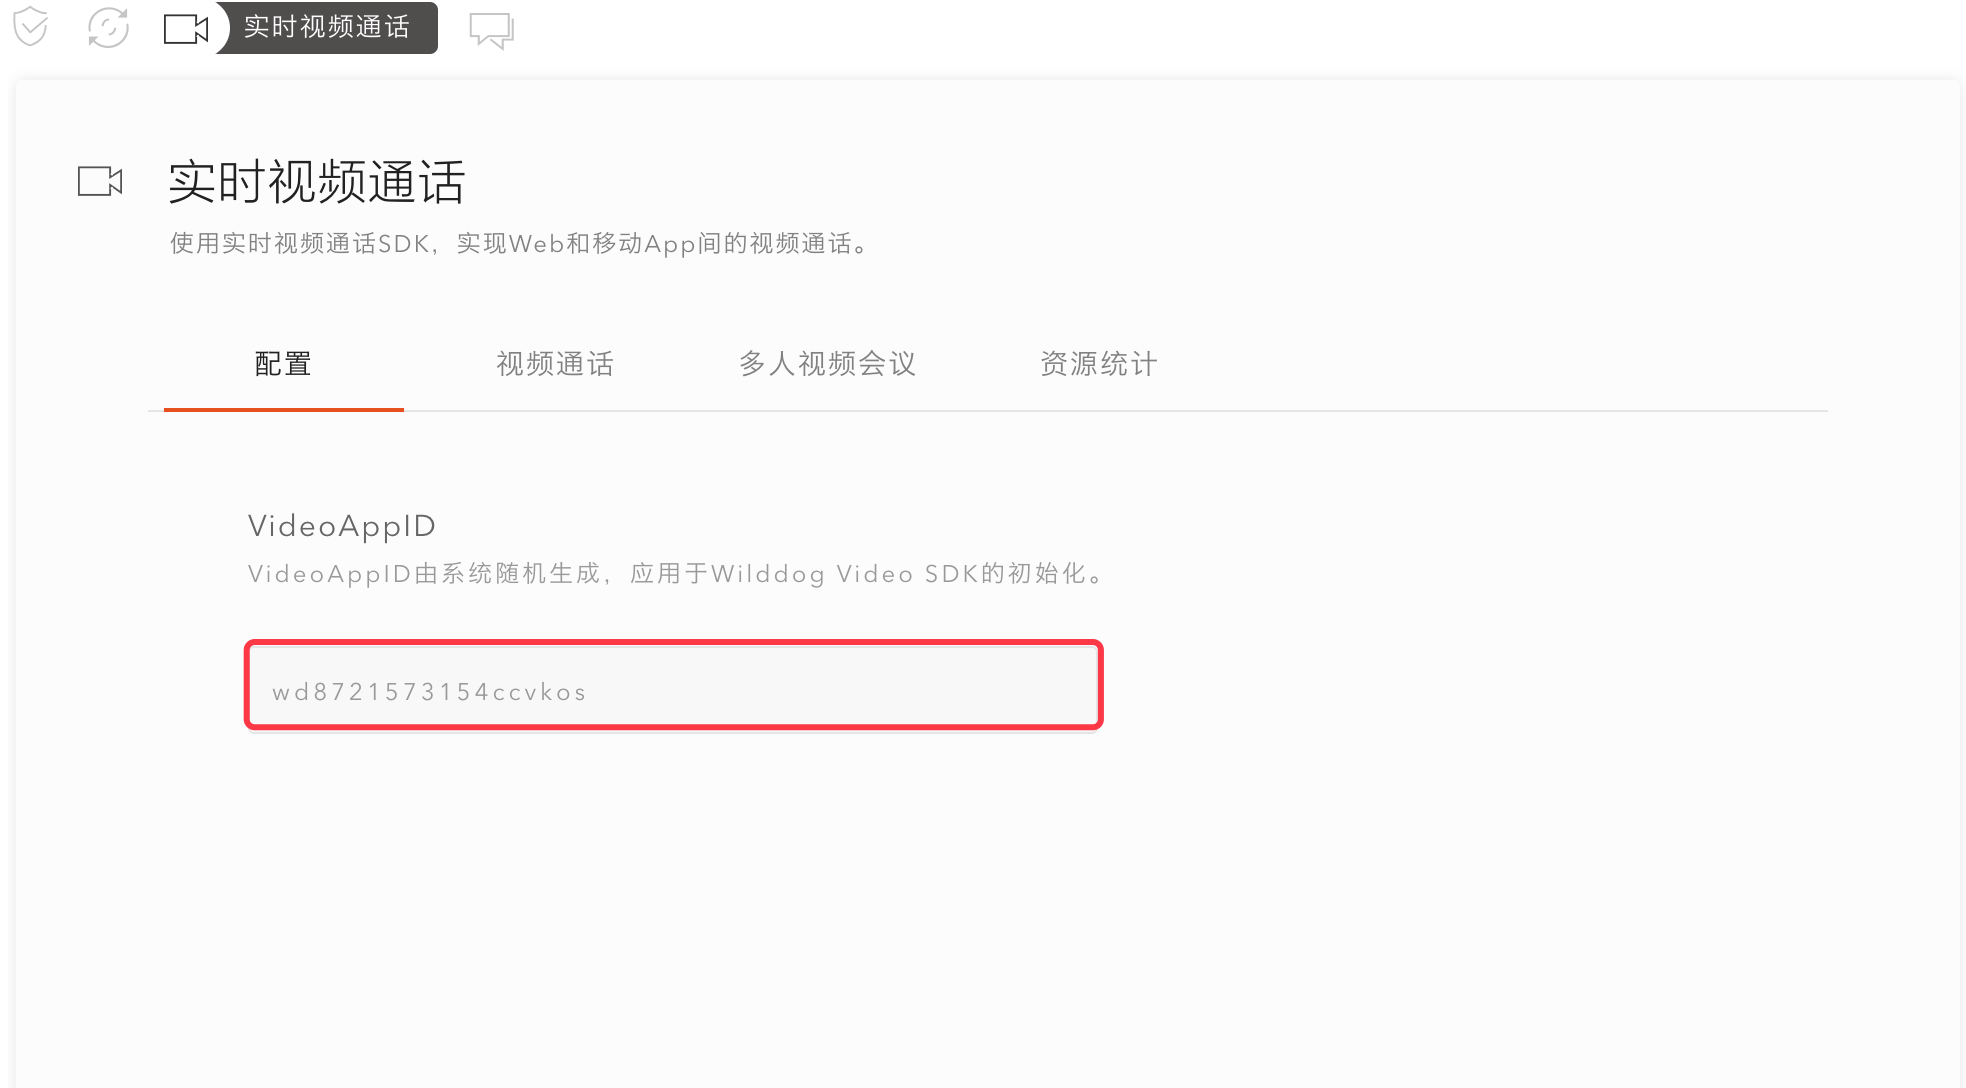 实时视频通话
实时视频通话
使用实时视频通话SDK，实现Web和移动App间的视频通话。
配置
视频通话
多人视频会议
资源统计
VideoAppID
VideoAppID由系统随机生成，应用于Wilddog Video SDK的初始化。
wd8721573154ccvkos